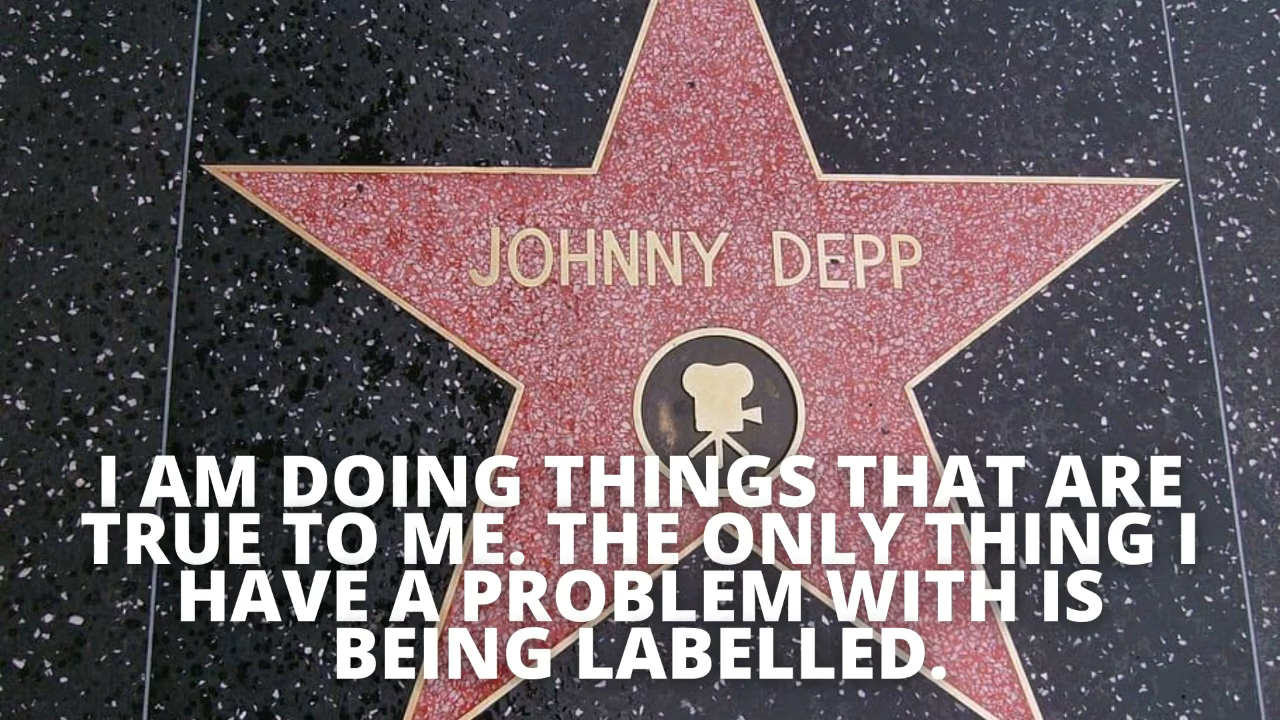 JOHNNY DEPP
I AM DOING THINGS THAT ARE
TRUE TO ME. THE ONLY THING I
HAVE A PROBLEM WITH IS
BEING LABELLED.